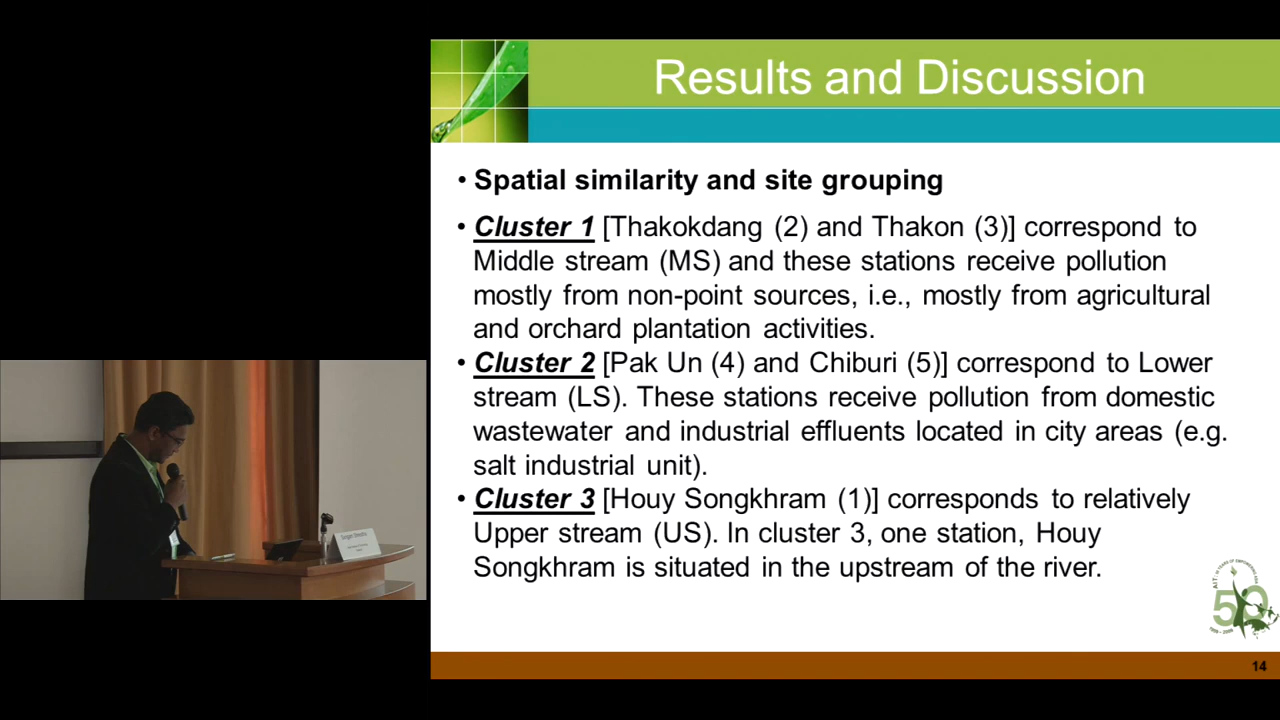 Results and Discussion
• Spatial similarity and site grouping
• Cluster 1 [Thakokdang (2) and Thakon (3)] correspond to
Middle stream (MS) and these stations receive pollution
mostly from non-point sources, i.e., mostly from agricultural
and orchard plantation activities.
• Cluster 2 [Pak Un (4) and Chiburi (5)] correspond to Lower
stream (LS). These stations receive pollution from domestic
wastewater and industrial effluents located in city areas (e.g.
salt industrial unit).
• Cluster 3 [Houy Songkhram (1)] corresponds to relatively
Upper stream (US). In cluster 3, one station, Houy
Songkhram is situated in the upstream of the river.
50
14